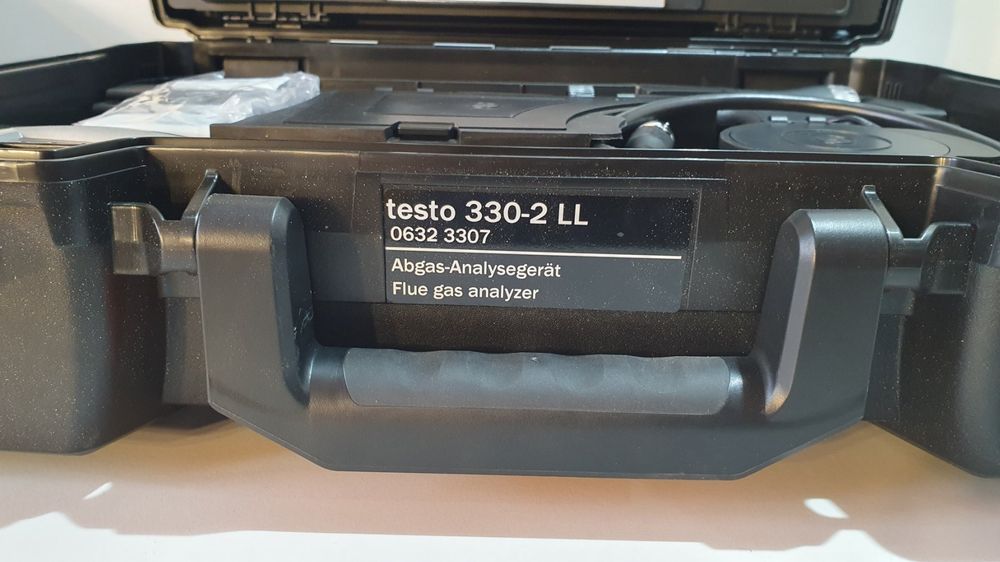 testo 330-2 LL
0632 3307
Abgas-Analysegerät
Flue gas analyzer